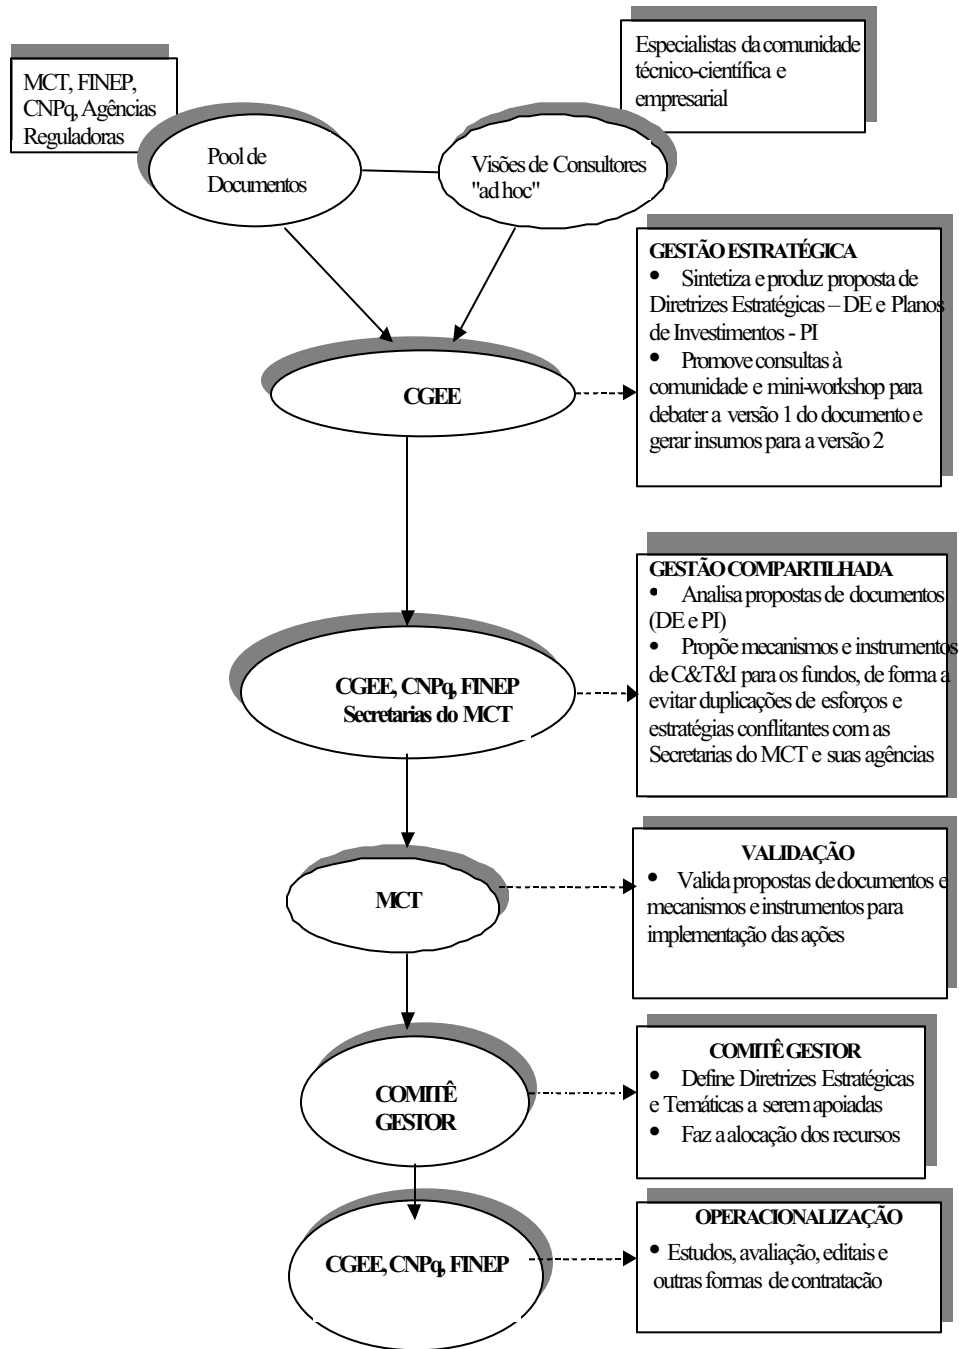 MCT, FINEP,
CNPq, Agências
Reguladoras
Especialistas da comunidade
técnico-científica e
empresarial
Pool de
Documentos
Visões de Consultores
"ad hoc"
GESTÃO ESTRATÉGICA
• Sintetiza e produz proposta de
Diretrizes Estratégicas – DE e Planos
de Investimentos - PI
• Promove consultas à
comunidade e mini-workshop para
debater a versão 1 do documento e
gerar insumos para a versão 2
CGEE
GESTÃO COMPARTILHADA
• Analisa propostas de documentos
(DE e PI)
• Propõe mecanismos e instrumentos
de C&T&I para os fundos, de forma a
evitar duplicações de esforços e
estratégias conflitantes com as
Secretarias do MCT e suas agências
CGEE, CNPq, FINEP
Secretarias do MCT
VALIDAÇÃO
• Valida propostas de documentos e
mecanismos e instrumentos para
implementação das ações
MCT
COMITÊ GESTOR
• Define Diretrizes Estratégicas
e Temáticas a serem apoiadas
• Faz a alocação dos recursos
COMITÊ
GESTOR
OPERACIONALIZAÇÃO
• Estudos, avaliação, editais e
outras formas de contratacão
CGEE, CNPq, FINEP